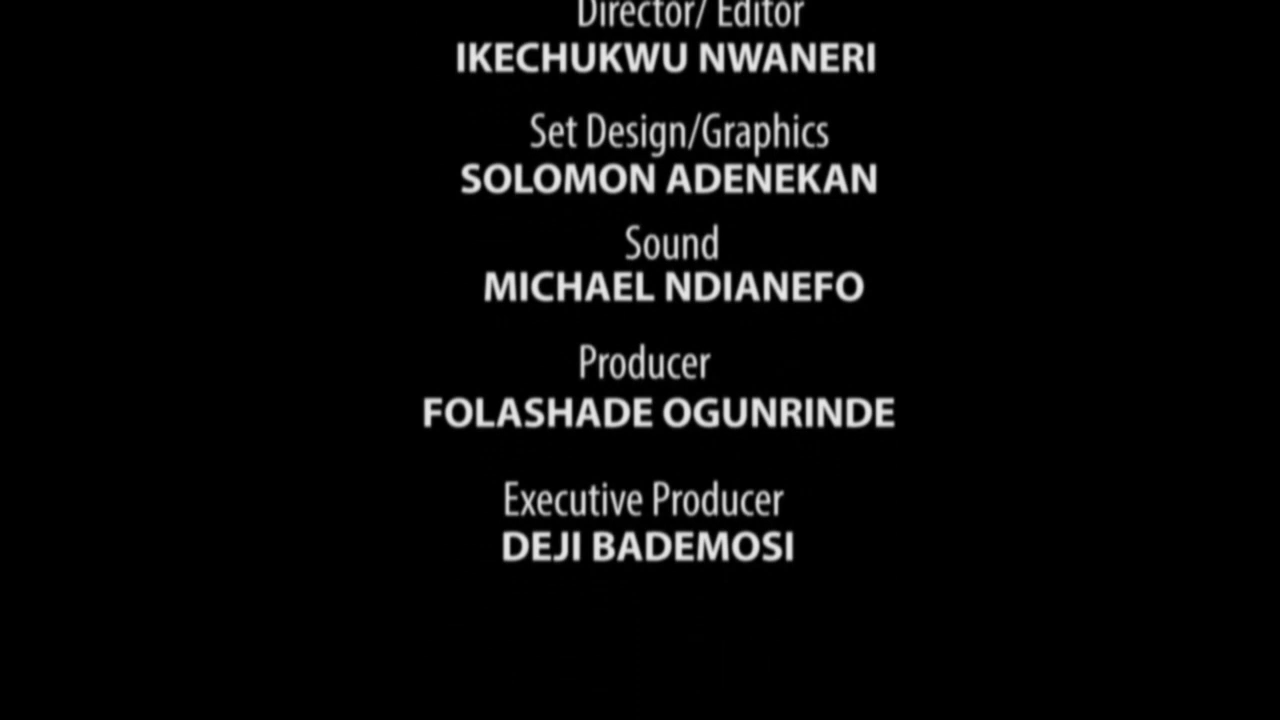 Director/ Editor
IKECHUKWU NWANERI
Set Design/Graphics
SOLOMON ADENEKAN
Sound
MICHAEL NDIANEFO
Producer
FOLASHADE OGUNRINDE
Executive Producer
DEJI BADEMOSI